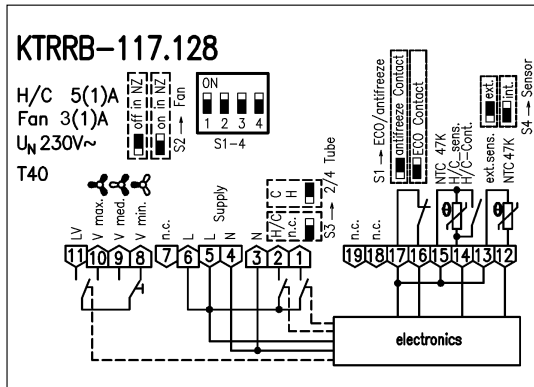 KTRRB-117.128
H/C 5(1)A
Fan 3(1)A
UN 230V~
T40
off in NZ
on in NZ
S2 → Fan
ON
1 2 3 4
S1-4
S1 → ECO/antifreeze
antifreeze Contact
ECO Contact
NTC 47K
H/C_sens.
H/C-Cont.
ext.sens.
NTC 47K
ext.
int.
S4 → Sensor
C H
H/C
n.c.
S3 → 2/4 Tube
LV
V max.
V med.
V min.
n.c.
L
L
Supply
N
N
n.c.
n.c.
11 10 9 8 7 6 5 4 3 2 1
19 18 17 16 15 14 13 12
θ
θ
electronics